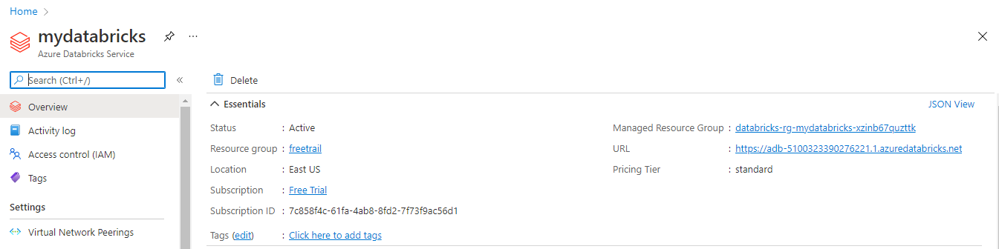 Home >
mydatabricks ...
Azure Databricks Service
Search (Ctrl+/) «
Overview
Activity log
Access control (IAM)
Tags
Settings
Virtual Network Peerings
Delete
Essentials JSON View
Status : Active
Resource group : freetrail
Location : East US
Subscription : Free Trial
Subscription ID : 7c858f4c-61fa-4ab8-8fd2-7f73f9ac56d1
Tags (edit) : Click here to add tags
Managed Resource Group : databricks-rg-mydatabricks-xzinb67quzttk
URL : https://adb-5100323390276221.1.azuredatabricks.net
Pricing Tier : standard